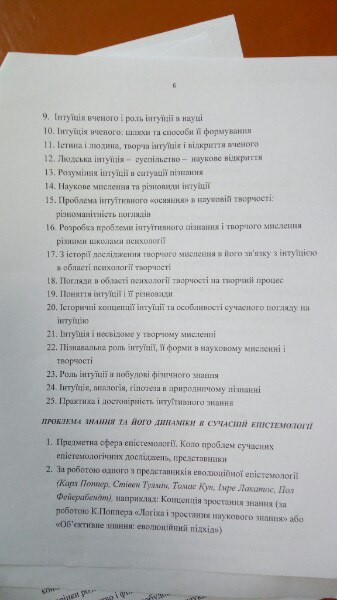 6
9. Інтуїція вченого і роль інтуїції в науці
10. Інтуїція вченого: шляхи та способи її формування
11. Істина і людина, творча інтуїція і відкриття вченого
12. Людська інтуїція – суспільство – наукове відкриття
13. Розуміння інтуїції в ситуації пізнання
14. Наукове мислення та різновиди інтуїції
15. Проблема інтуїтивного «осяяння» в науковій творчості:
різноманітність поглядів
16. Розробка проблеми інтуїтивного пізнання і творчого мислення
різними школами психології
17. З історії дослідження творчого мислення в його зв'язку з інтуїцією
в області психології творчості
18. Погляди в області психології творчості на творчий процес
19. Поняття інтуїції і її різновиди
20. Історичні концепції інтуїції та особливості сучасного погляду на
інтуїцію
21. Інтуїція і несвідоме у творчому мисленні
22. Пізнавальна роль інтуїції, її форми в науковому мисленні і
творчості
23. Роль інтуїції в побудові фізичного знання
24. Інтуїція, аналогія, гіпотеза в природничому пізнанні
25. Практика і достовірність інтуїтивного знання
ПРОБЛЕМА ЗНАННЯ ТА ЙОГО ДИНАМІКИ В СУЧАСНІЙ ЕПІСТЕМОЛОГІЇ
1. Предметна сфера епістемології. Коло проблем сучасних
епістемологічних досліджень, представники
2. За роботою одного з представників еволюційної епістемології
(Карл Поппер, Стівен Тулмін, Томас Кун, Імре Лакатос, Пол
Фейєрабендт), наприклад: Концепція зростання знання (за
роботою К.Поппера «Логіка і зростання наукового знання» або
«Об'єктивне знання: еволюційний підхід»)